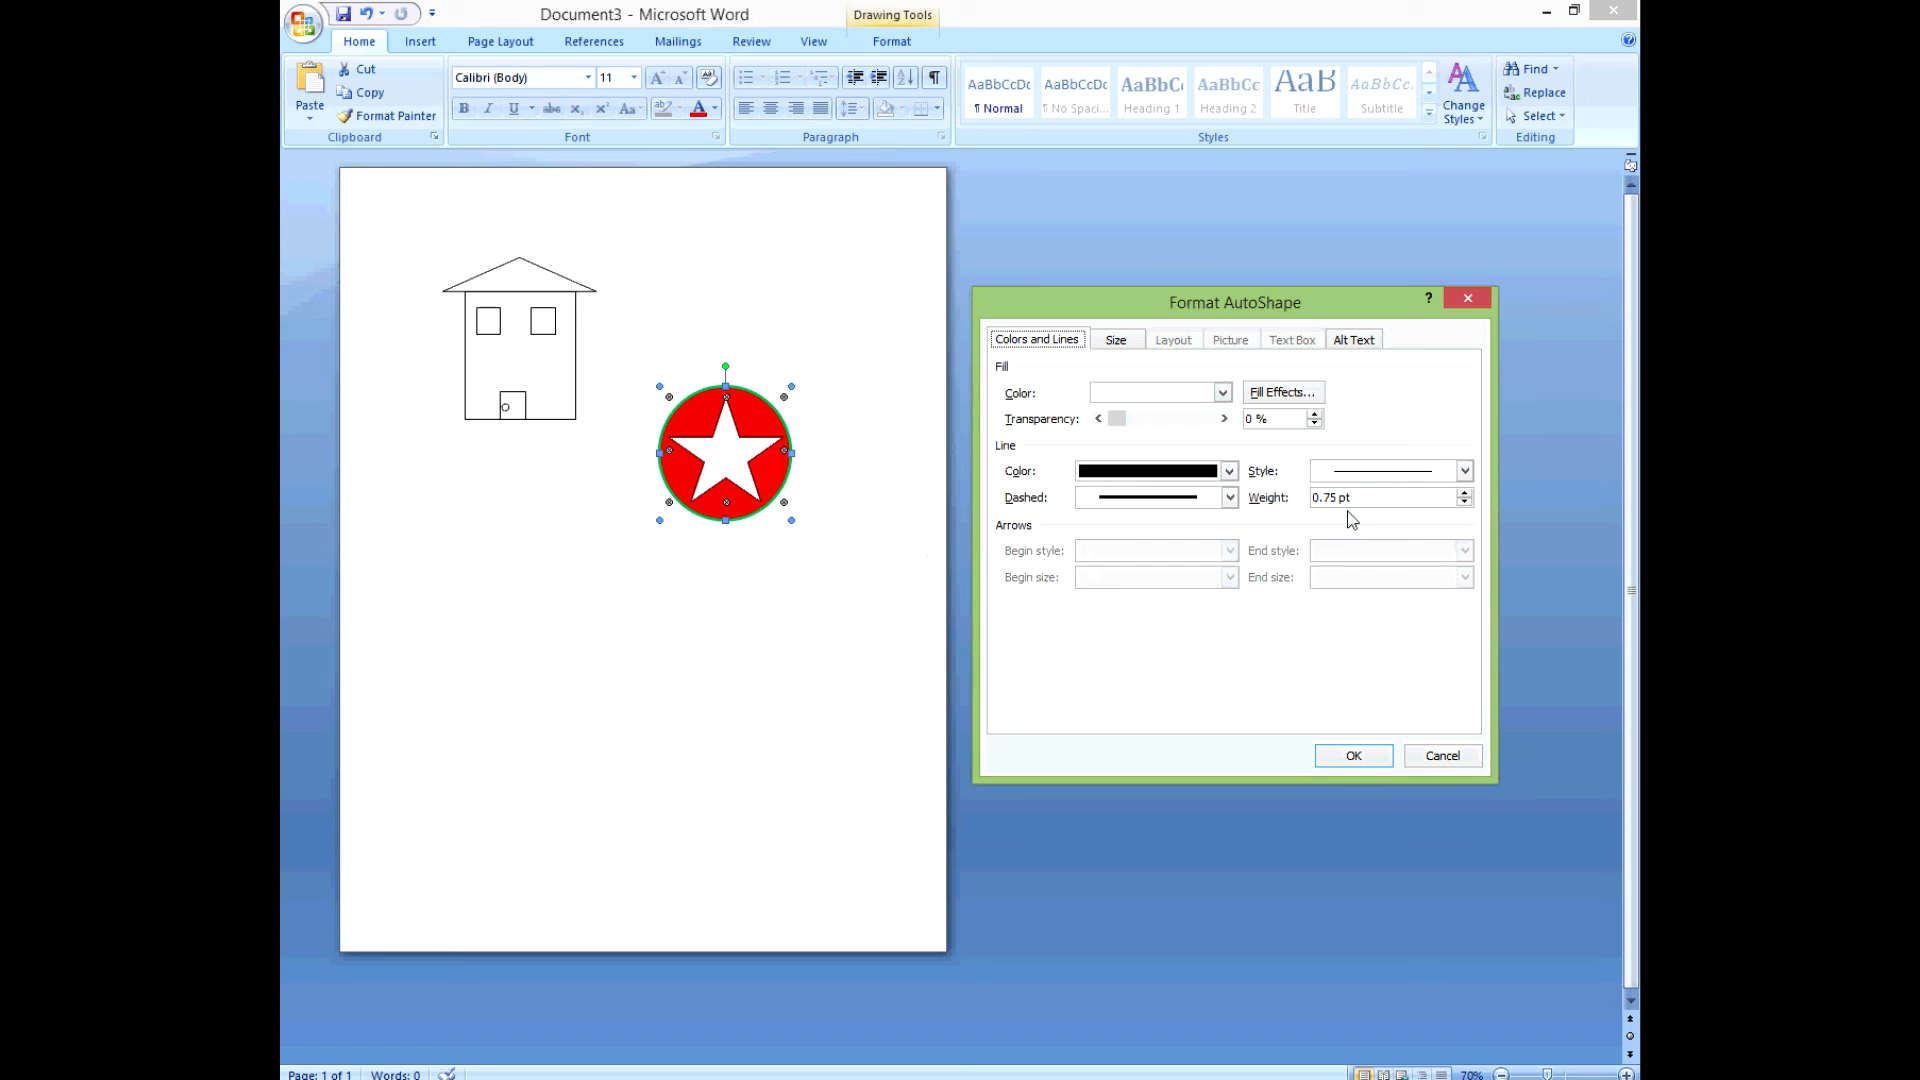 Document3 - Microsoft Word
Drawing Tools
Home
Insert
Page Layout
References
Mailings
Review
View
Format
Paste
Cut
Copy
Format Painter
Clipboard
Calibri (Body)
11
Font
Paragraph
AaBbCcDc
¶ Normal
AaBbCcDc
¶ No Spaci...
AaBbC
Heading 1
AaBbCc
Heading 2
AaB
Title
AaBbCc.
Subtitle
Change
Styles
Styles
Find
Replace
Select
Editing
Format AutoShape
?
Colors and Lines
Size
Layout
Picture
Text Box
Alt Text
Fill
Color:
Fill Effects...
Transparency:
0 %
Line
Color:
Style:
Dashed:
Weight:
0.75 pt
Arrows
Begin style:
End style:
Begin size:
End size:
OK
Cancel
Page: 1 of 1
Words: 0
70%